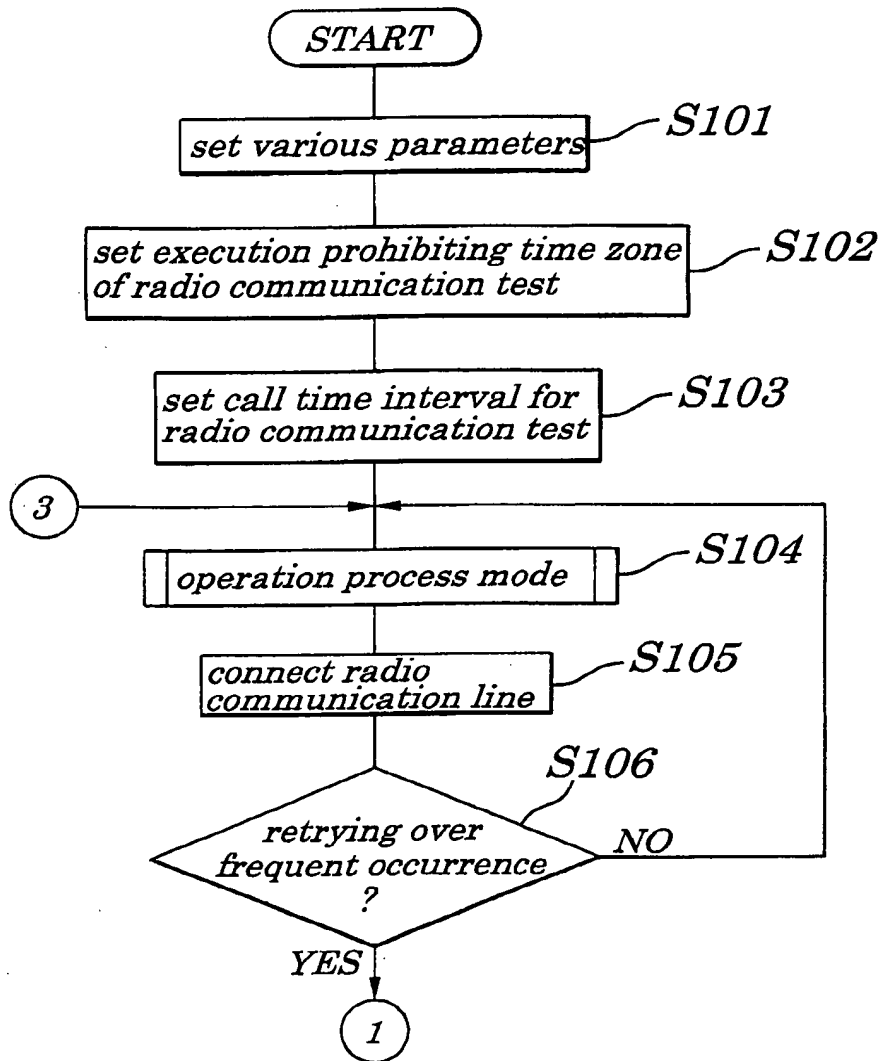 START
set various parameters
S101
set execution prohibiting time zone
of radio communication test
S102
set call time interval for
radio communication test
S103
3
operation process mode
S104
connect radio
communication line
S105
S106
retrying over
frequent occurrence
?
NO
YES
1